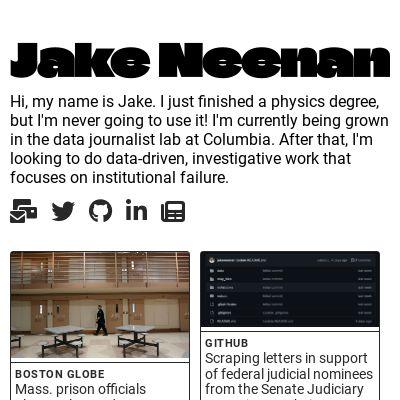 Jake Neenan
Hi, my name is Jake. I just finished a physics degree,
but I'm never going to use it! I'm currently being grown
in the data journalist lab at Columbia. After that, I'm
looking to do data-driven, investigative work that
focuses on institutional failure.
BOSTON GLOBE
Mass. prison officials
GITHUB
Scraping letters in support
of federal judicial nominees
from the Senate Judiciary